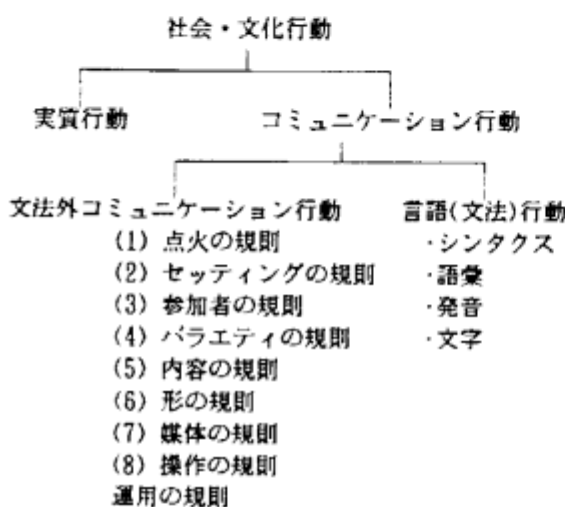 社会・文化行動
実質行動 コミュニケーション行動
文法外コミュニケーション行動 言語(文法)行動
(1) 点火の規則 ・シンタクス
(2) セッティングの規則 ・語彙
(3) 参加者の規則 ・発音
(4) バラエティの規則 ・文字
(5) 内容の規則
(6) 形の規則
(7) 媒体の規則
(8) 操作の規則
運用の規則